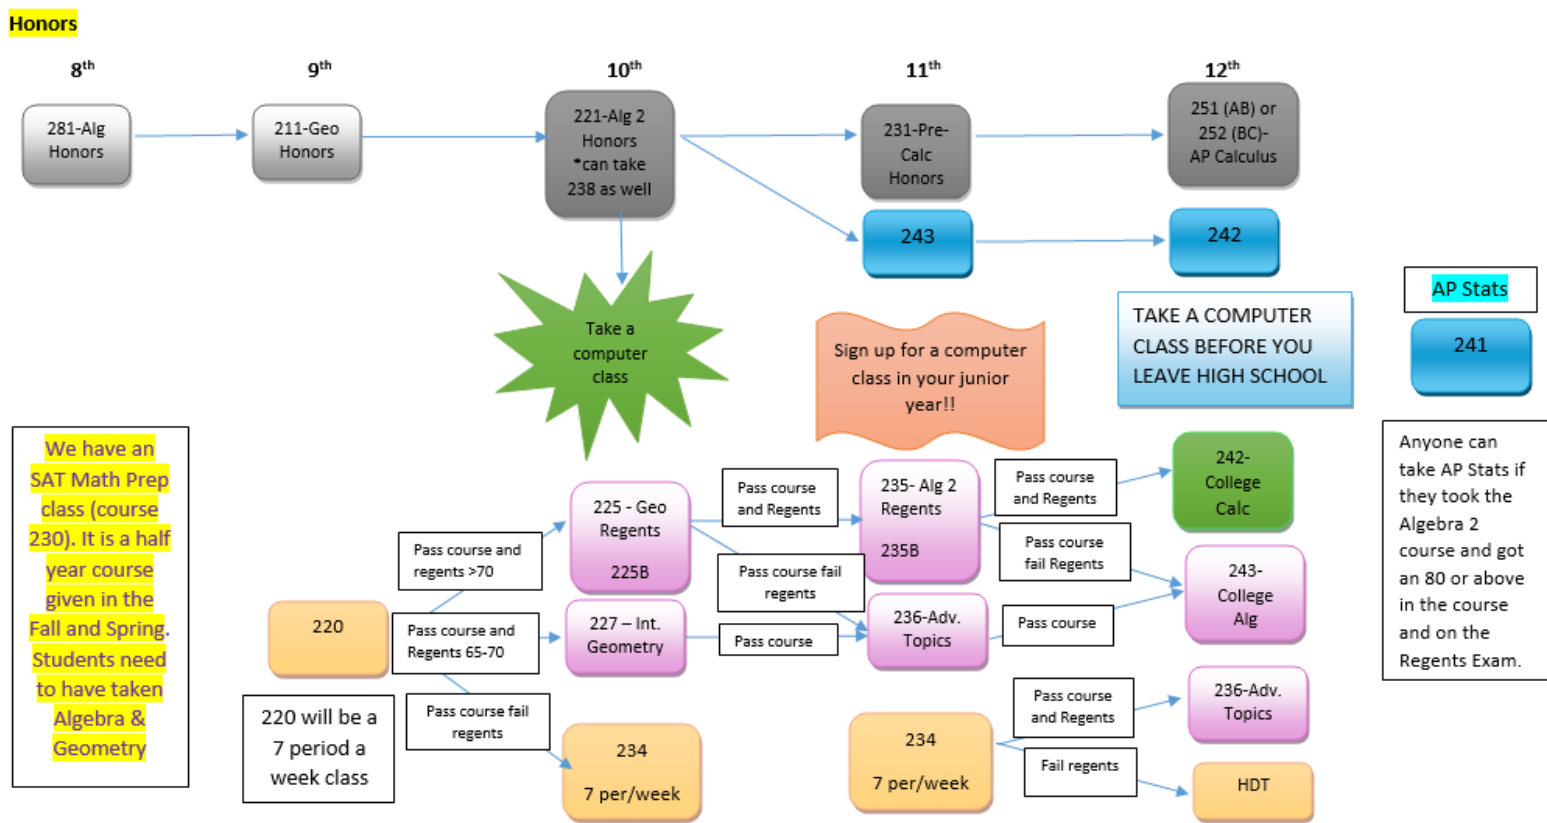 Honors
8th
9th
10th
11th
12th
281-Alg
Honors
211-Geo
Honors
221-Alg 2
Honors
*can take
238 as well
231-Pre-
Calc
Honors
251 (AB) or
252 (BC)-
AP Calculus
243
242
Take a
computer
class
Sign up for a computer
class in your junior
year!!
TAKE A COMPUTER
CLASS BEFORE YOU
LEAVE HIGH SCHOOL
AP Stats
241
Anyone can
take AP Stats if
they took the
Algebra 2
course and got
an 80 or above
in the course
and on the
Regents Exam.
We have an
SAT Math Prep
class (course
230). It is a half
year course
given in the
Fall and Spring.
Students need
to have taken
Algebra &
Geometry
220
220 will be a
7 period a
week class
Pass course and
regents >70
Pass course and
Regents 65-70
Pass course fail
regents
225 - Geo
Regents
225B
227 – Int.
Geometry
234
7 per/week
Pass course
and Regents
Pass course fail
regents
Pass course
235- Alg 2
Regents
235B
236-Adv.
Topics
234
7 per/week
Pass course
and Regents
Pass course
fail Regents
Pass course
Pass course
and Regents
Fail regents
242-
College
Calc
243-
College
Alg
236-Adv.
Topics
HDT